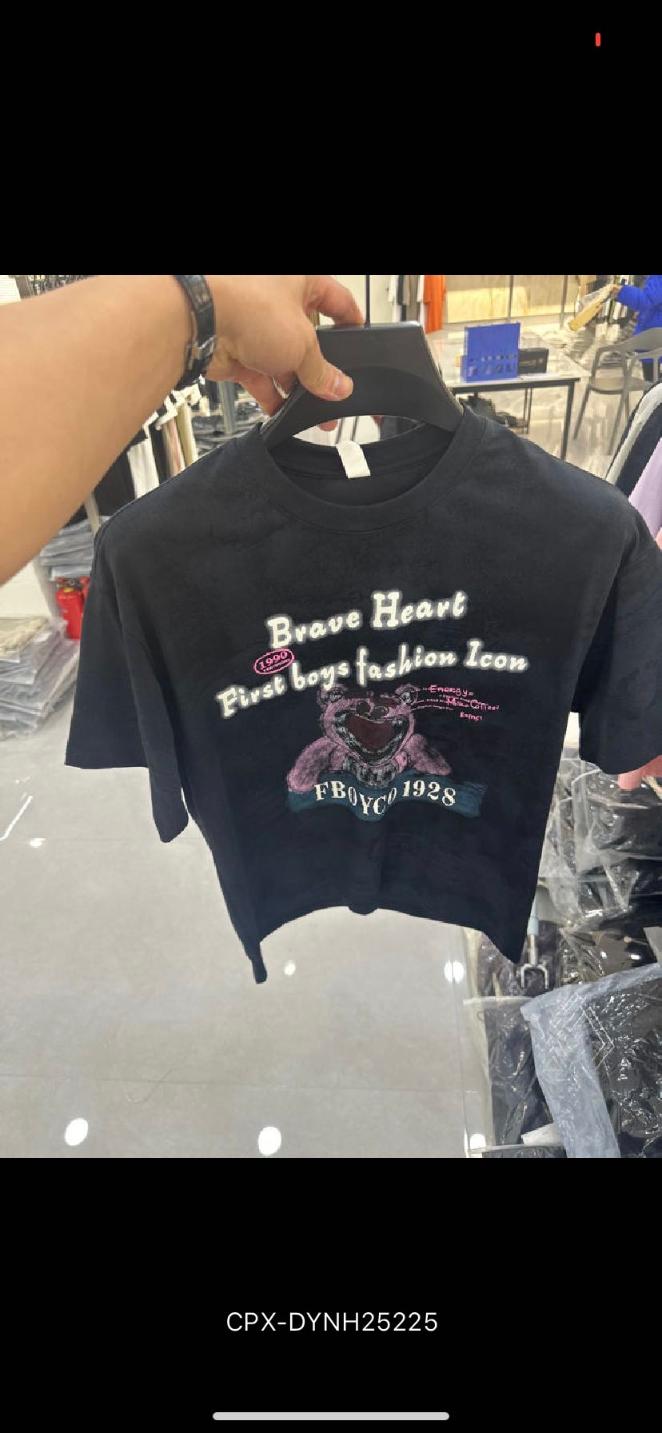 Brave Heart
1990
First boys fashion Icon
Energy
FBOYCO 1928
CPX-DYNH25225